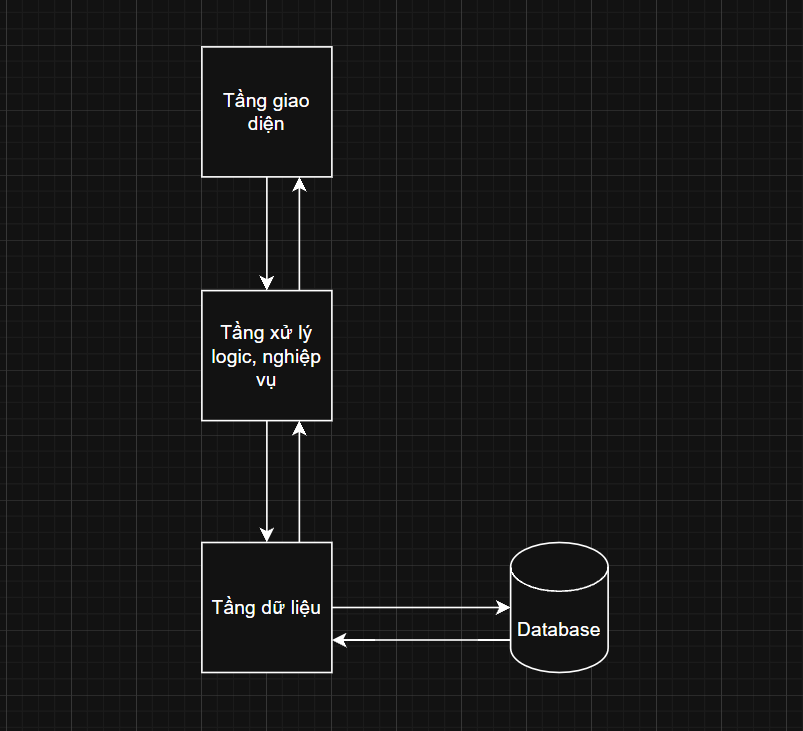 Tầng giao
diện
Tầng xử lý
logic, nghiệp
vụ
Tầng dữ liệu
Database